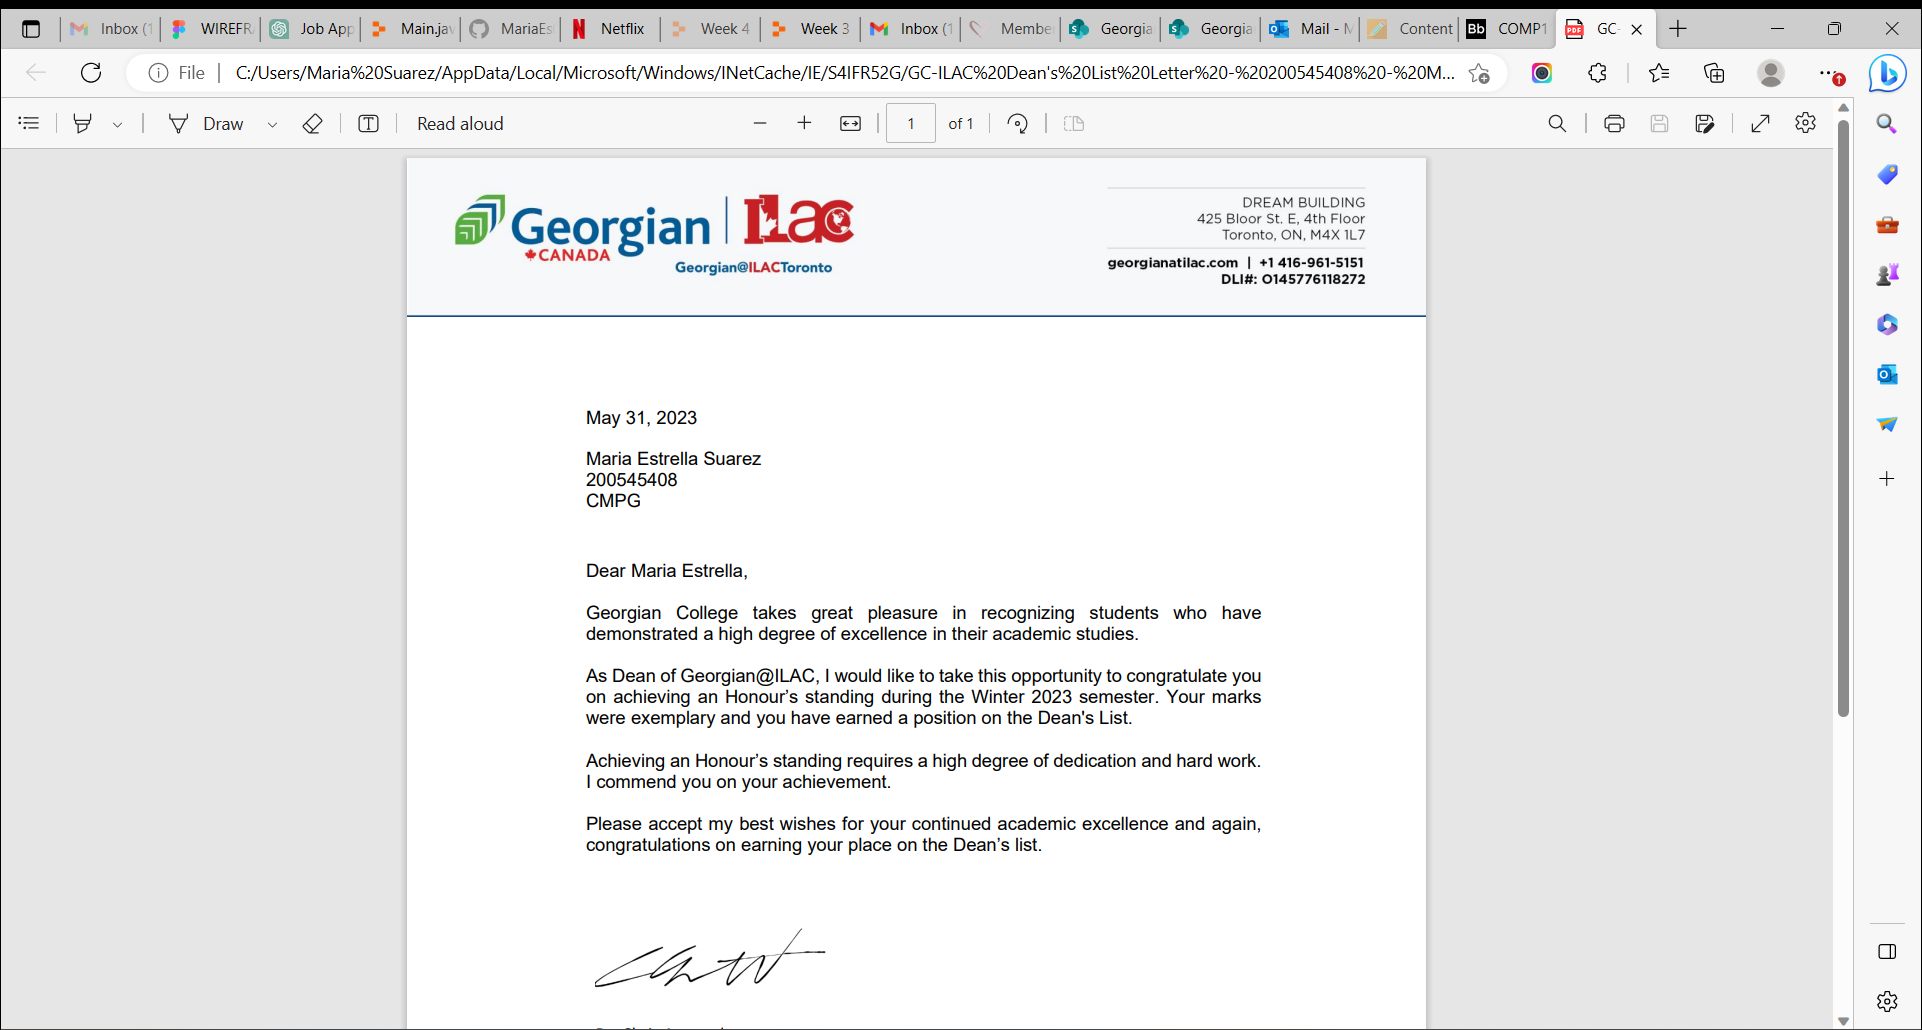 Inbox (1
WIREFR
Job App
Main.jav
MariaEs
Netflix
Week 4
Week 3
Inbox (1
Membe
Georgia
Georgia
Mail - M
Content
Bb COMP1
GC-
File
C:/Users/Maria%20Suarez/AppData/Local/Microsoft/Windows/INetCache/IE/S4IFR52G/GC-ILAC%20Dean's%20List%20Letter%20-%20200545408%20-%20M...
Draw
Read aloud
1 of 1
Georgian
CANADA
ILAC
Georgian@ILACToronto
DREAM BUILDING
425 Bloor St. E, 4th Floor
Toronto, ON, M4X 1L7
georgianatilac.com | +1 416-961-5151
DLI#: O145776118272
May 31, 2023
Maria Estrella Suarez
200545408
CMPG
Dear Maria Estrella,
Georgian College takes great pleasure in recognizing students who have
demonstrated a high degree of excellence in their academic studies.
As Dean of Georgian@ILAC, I would like to take this opportunity to congratulate you
on achieving an Honour's standing during the Winter 2023 semester. Your marks
were exemplary and you have earned a position on the Dean's List.
Achieving an Honour's standing requires a high degree of dedication and hard work.
I commend you on your achievement.
Please accept my best wishes for your continued academic excellence and again,
congratulations on earning your place on the Dean's list.